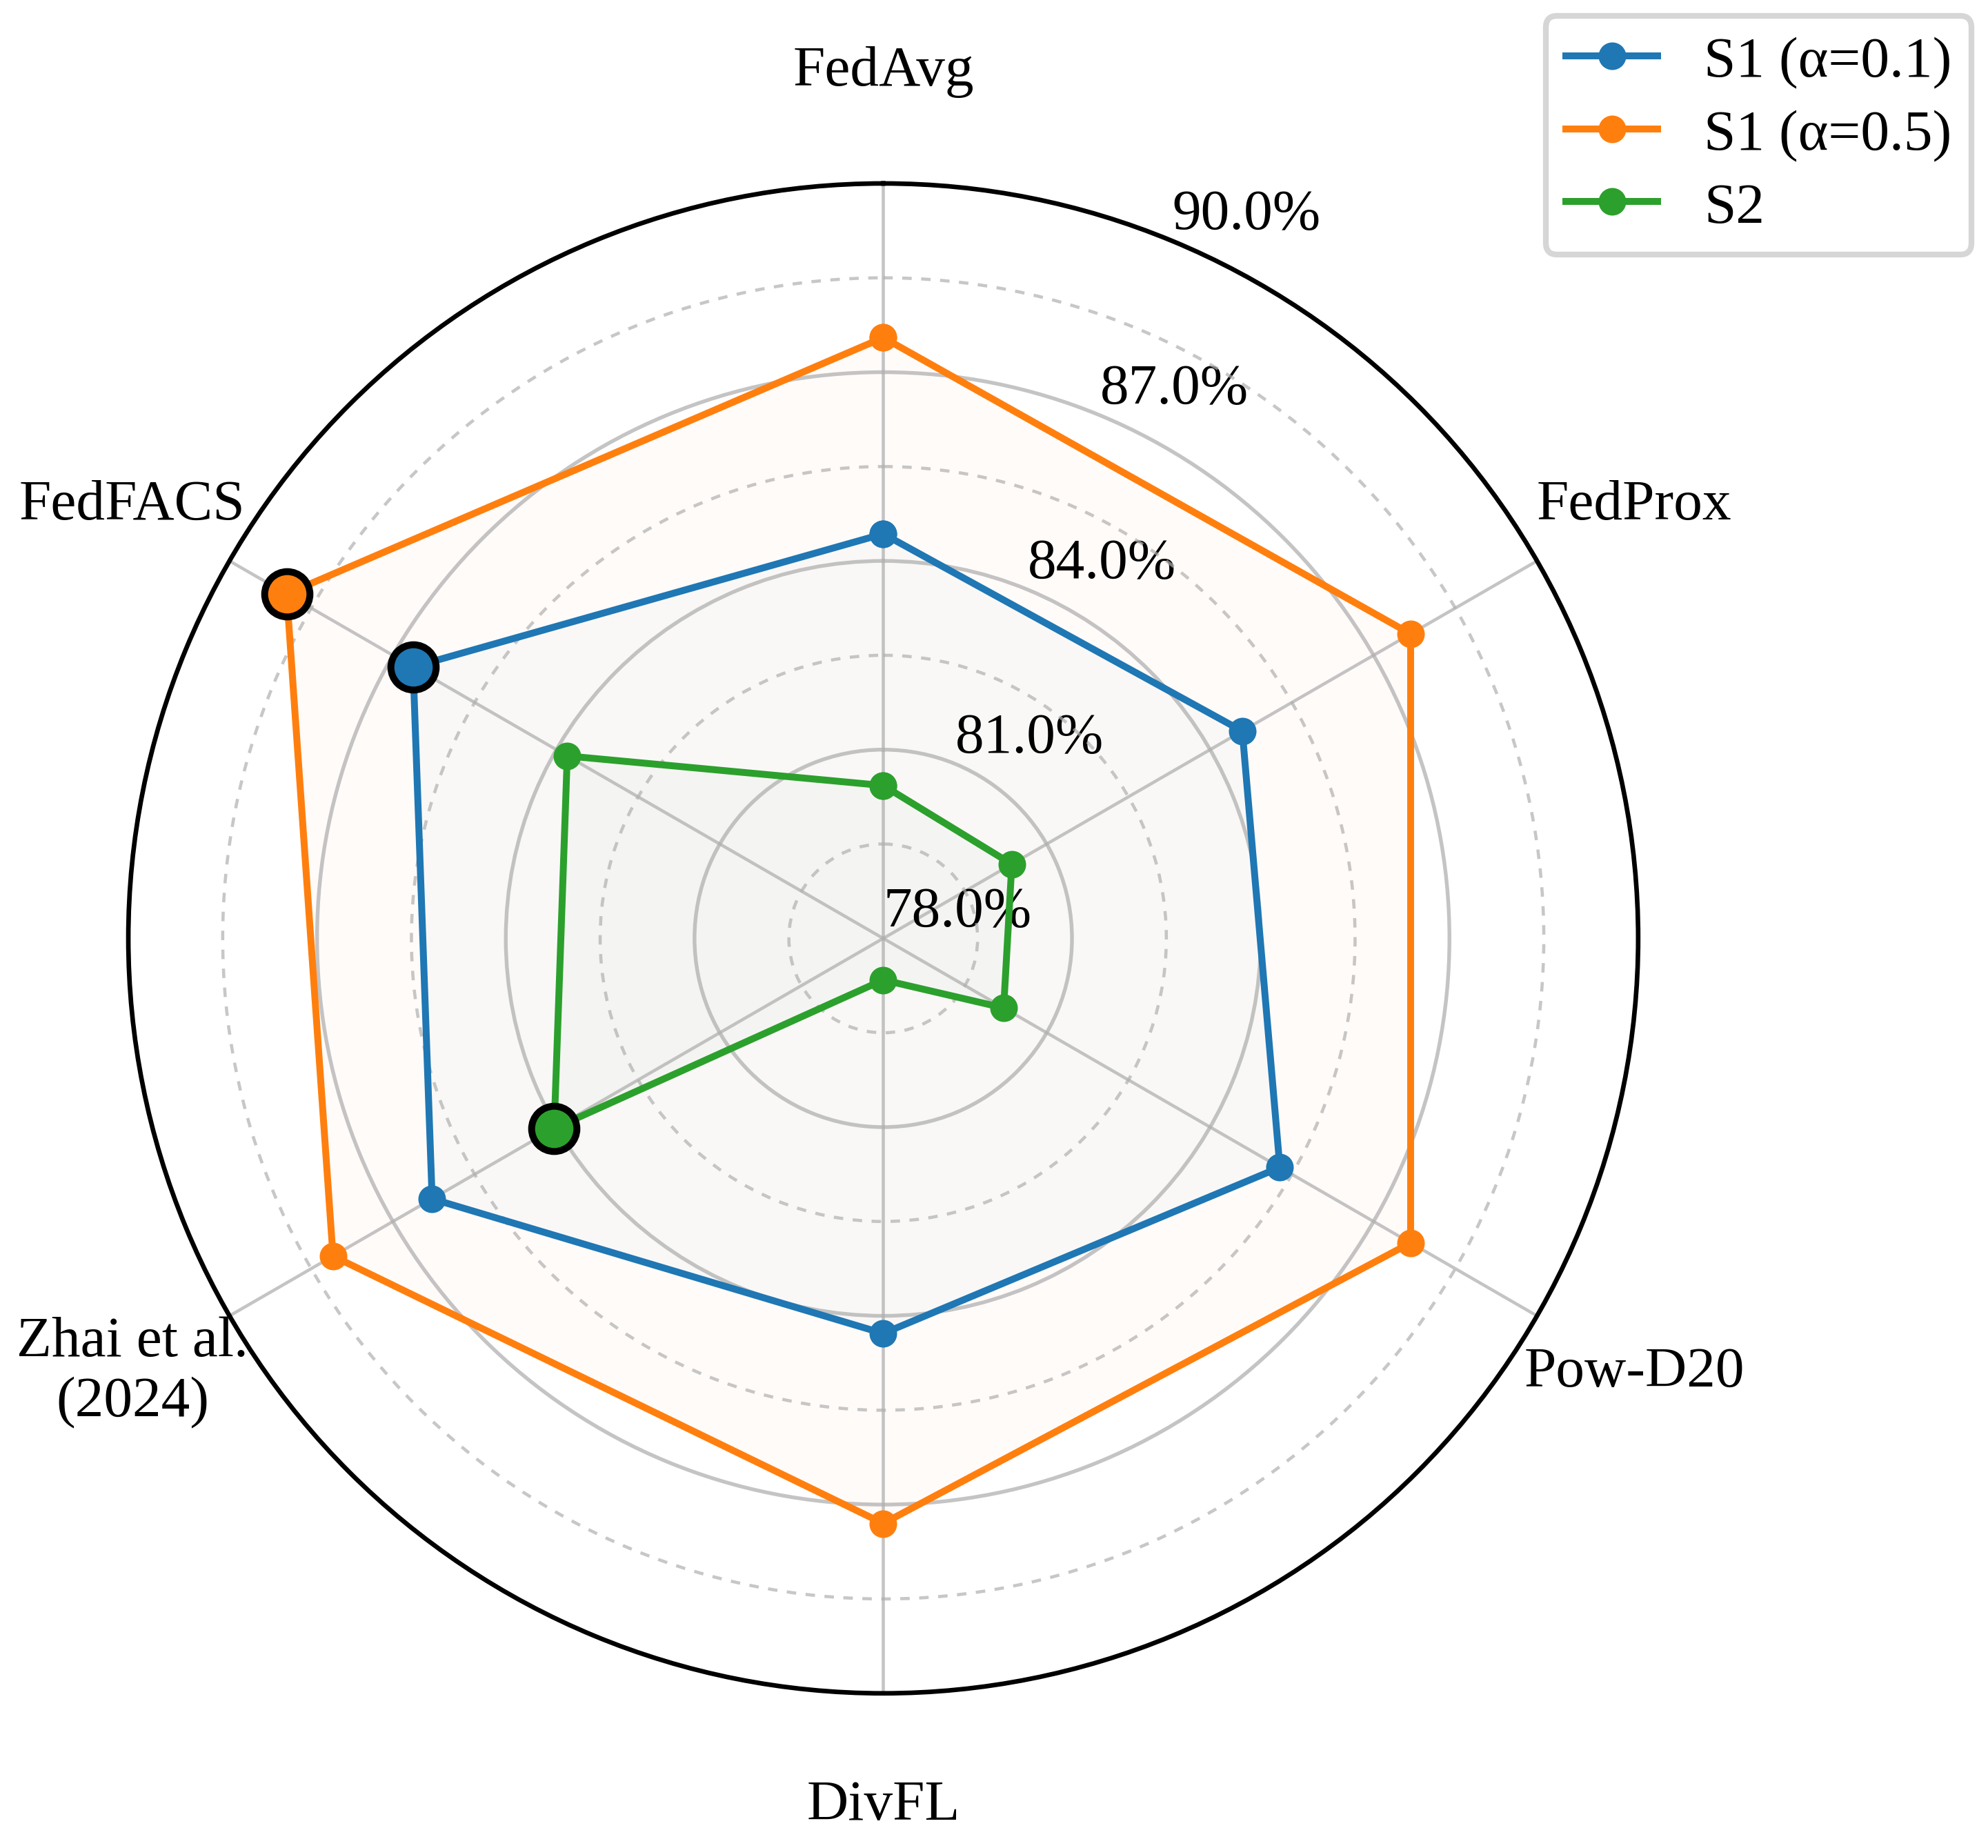 FedAvg
S1 (α=0.1)
S1 (α=0.5)
S2
90.0%
87.0%
84.0%
81.0%
78.0%
FedFACS
FedProx
Zhai et al.
(2024)
Pow-D20
DivFL